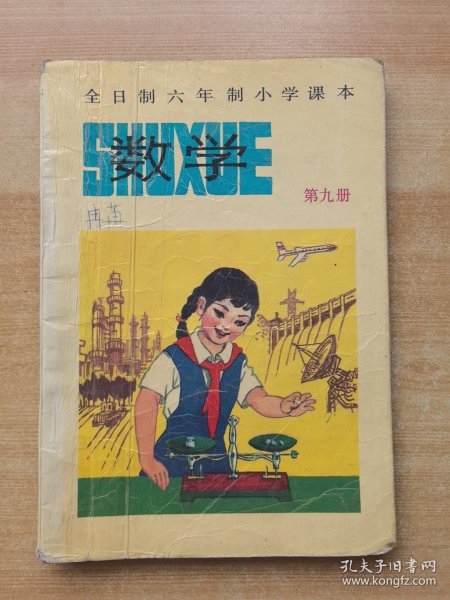 全日制六年制小学课本
SHUXUE
数学
第九册
孔夫子旧书网
www.kongfz.com